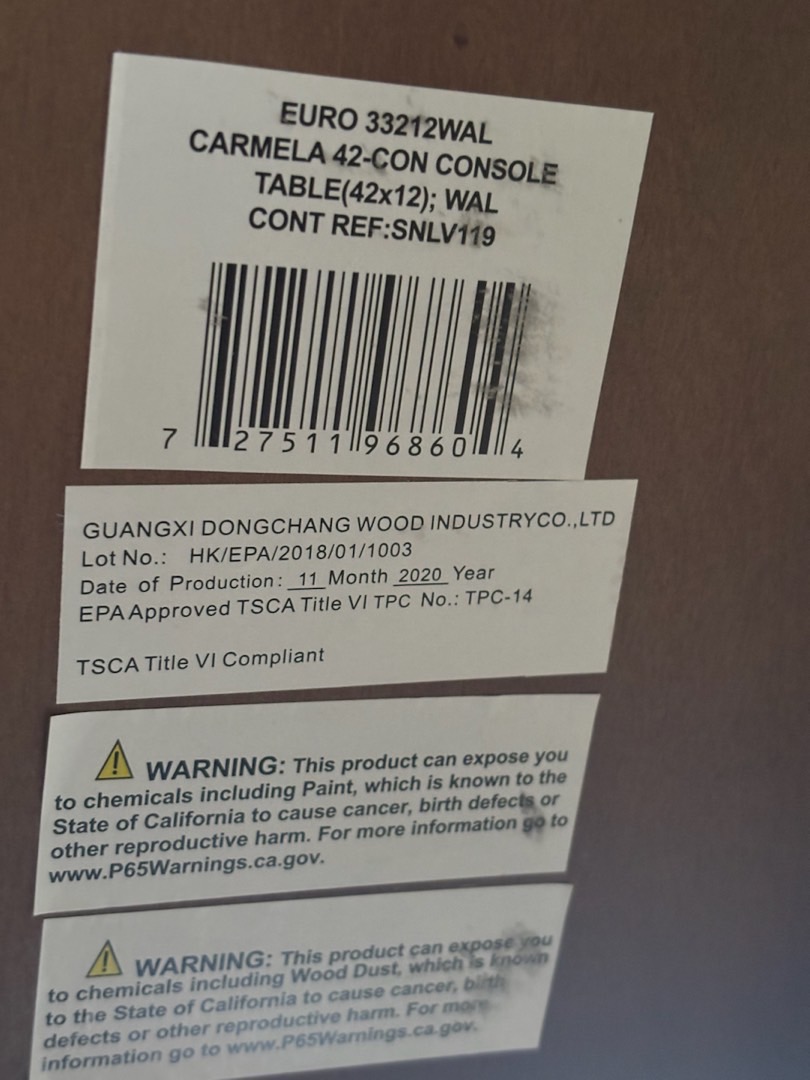 EURO 33212WAL
CARMELA 42-CON CONSOLE
TABLE(42x12); WAL
CONT REF:SNLV119
7 27511 96860 4
GUANGXI DONGCHANG WOOD INDUSTRYCO.,LTD
Lot No.: HK/EPA/2018/01/1003
Date of Production: 11 Month 2020 Year
EPA Approved TSCA Title VI TPC No.: TPC-14
TSCA Title VI Compliant
WARNING: This product can expose you
to chemicals including Paint, which is known to the
State of California to cause cancer, birth defects or
other reproductive harm. For more information go to
www.P65Warnings.ca.gov.
WARNING: This product can expose you
to chemicals including Wood Dust, which is known
to the State of California to cause cancer, birth
defects or other reproductive harm. For more
information go to www.P65Warnings.ca.gov.